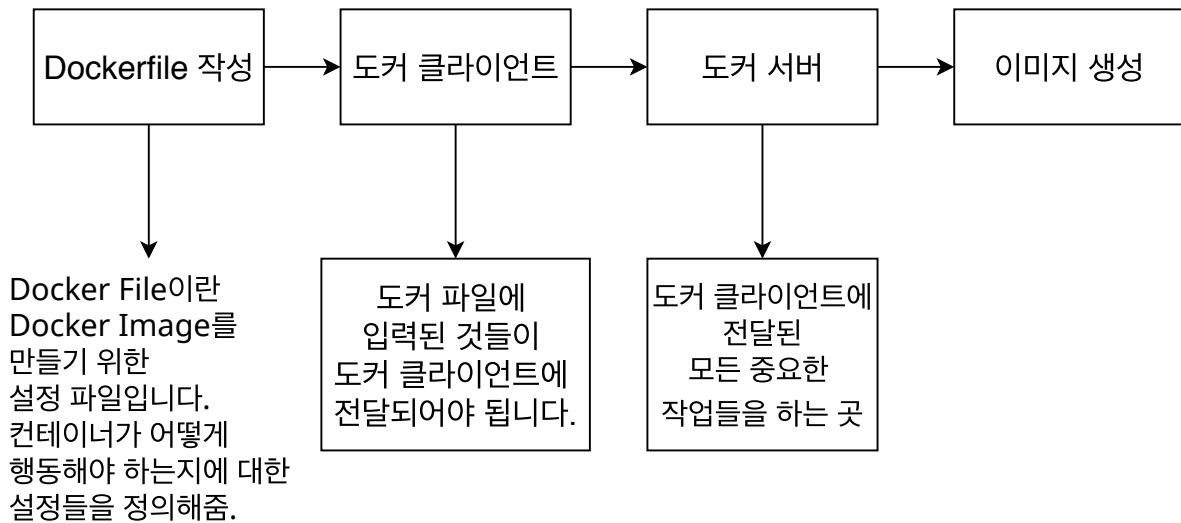 Dockerfile 작성
도커 클라이언트
도커 서버
이미지 생성
Docker File이란
Docker Image를
만들기 위한
설정 파일입니다.
컨테이너가 어떻게
행동해야 하는지에 대한
설정들을 정의해줌.
도커 파일에
입력된 것들이
도커 클라이언트에
전달되어야 됩니다.
도커 클라이언트에
전달된
모든 중요한
작업들을 하는 곳